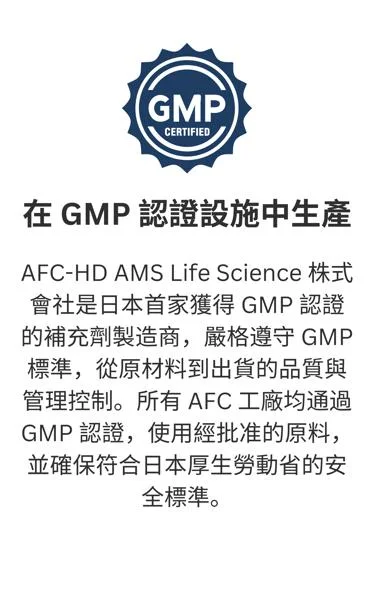 GMP
CERTIFIED
在 GMP 認證設施中生產
AFC-HD AMS Life Science 株式
會社是日本首家獲得 GMP 認證
的補充劑製造商，嚴格遵守 GMP
標準，從原材料到出貨的品質與
管理控制。所有 AFC 工廠均通過
GMP 認證，使用經批准的原料，
並確保符合日本厚生勞動省的安
全標準。